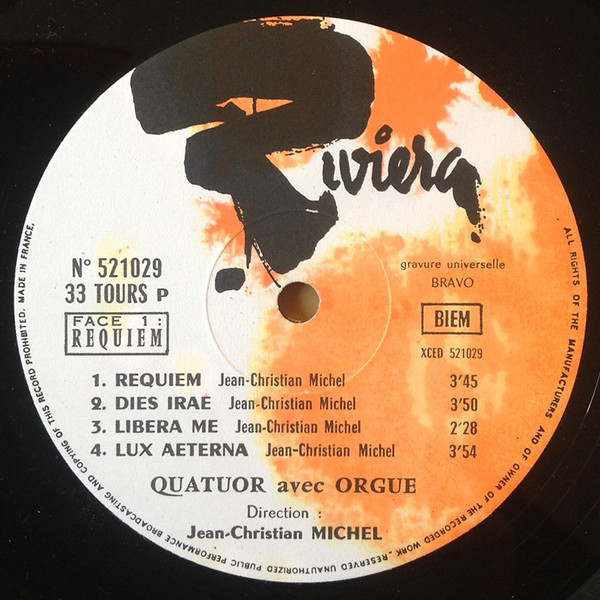 Riviera
N° 521029
33 TOURS P
FACE 1:
REQUIEM
gravure universelle
BRAVO
BIEM
XCED 521029
1. REQUIEM Jean-Christian Michel 3'45
2. DIES IRAE Jean-Christian Michel 3'50
3. LIBERA ME Jean-Christian Michel 2'28
4. LUX AETERNA Jean-Christian Michel 3'54
QUATUOR avec ORGUE
Direction :
Jean-Christian MICHEL
ALL RIGHTS OF THE MANUFACTURERS AND OF OWNER OF THE RECORDED WORK. RESERVED UNAUTHORIZED PUBLIC PERFORMANCE BROADCASTING AND COPYING OF THIS RECORD PROHIBITED. MADE IN FRANCE.